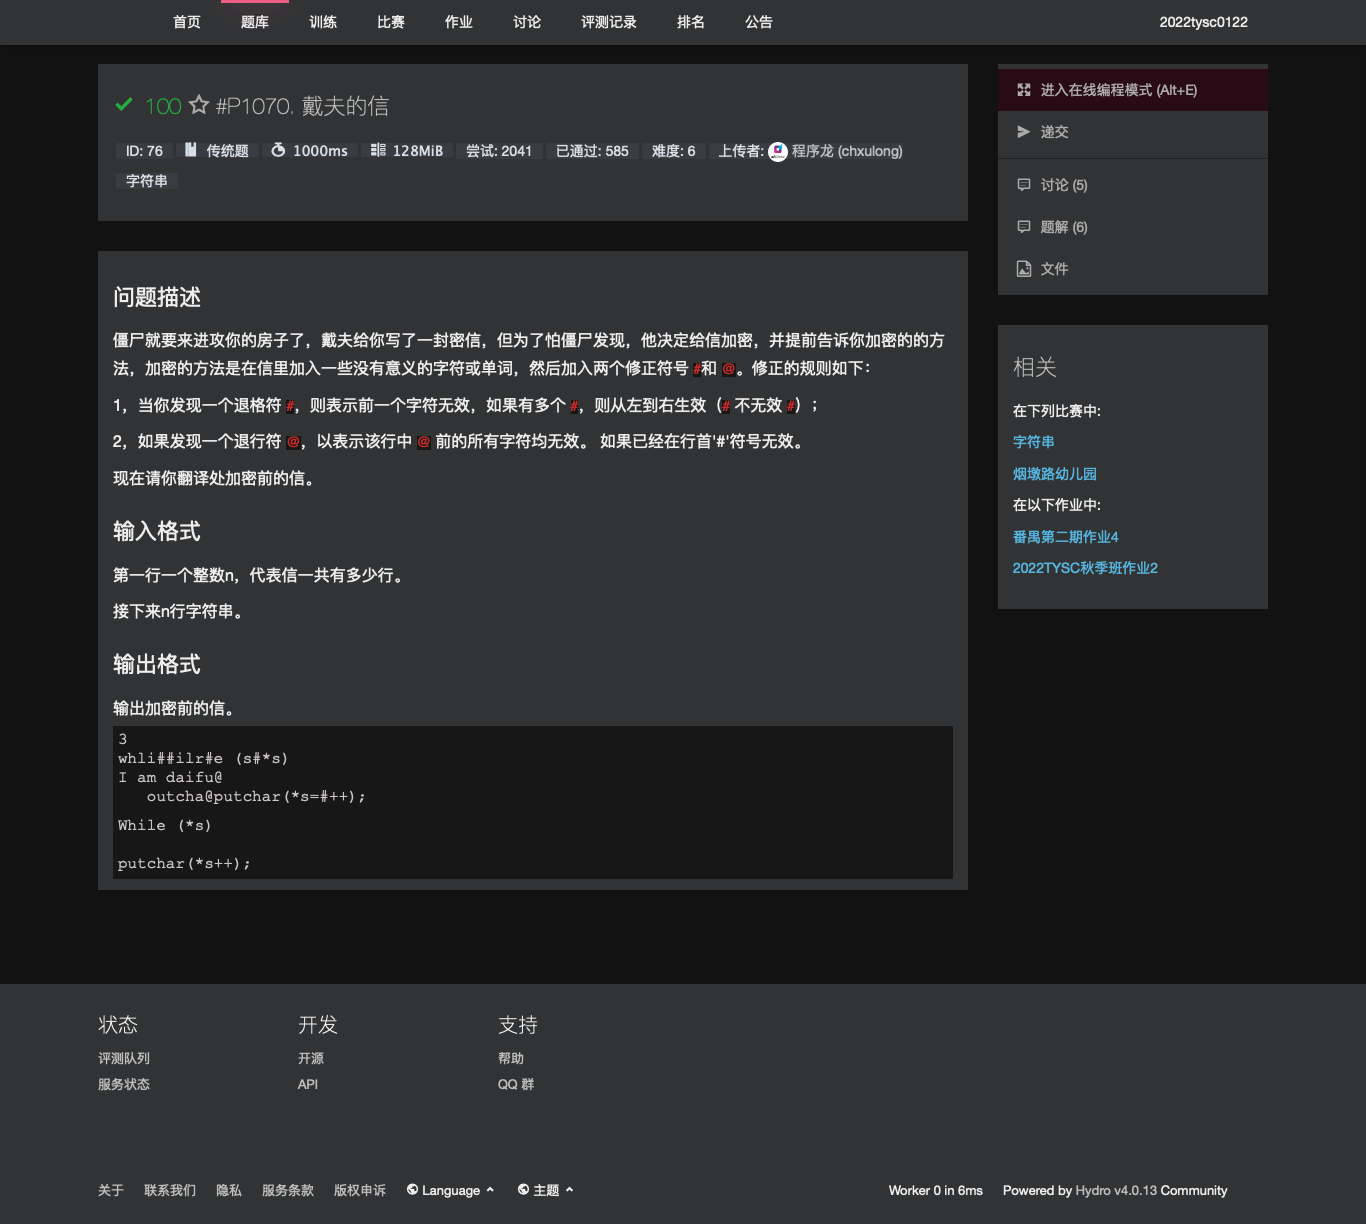 首页 题库 训练 比赛 作业 讨论 评测记录 排名 公告 2022tysc0122
100 #P1070. 戴夫的信
ID: 76 传统题 1000ms 128MiB 尝试: 2041 已通过: 585 难度: 6 上传者: 程序龙 (chxulong)
字符串
问题描述
僵尸就要来进攻你的房子了，戴夫给你写了一封密信，但为了怕僵尸发现，他决定给信加密，并提前告诉你加密的的方
法，加密的方法是在信里加入一些没有意义的字符或单词，然后加入两个修正符号 #和 @。修正的规则如下：
1，当你发现一个退格符 #，则表示前一个字符无效，如果有多个 #，则从左到右生效（# 不无效 #）；
2，如果发现一个退行符 @，以表示该行中 @ 前的所有字符均无效。 如果已经在行首'#'符号无效。
现在请你翻译处加密前的信。
输入格式
第一行一个整数n，代表信一共有多少行。
接下来n行字符串。
输出格式
输出加密前的信。
3
whli##ilr#e (s#*s)
I am daifu@
   outcha@putchar(*s=#++);
While (*s)
putchar(*s++);
进入在线编程模式 (Alt+E)
递交
讨论 (5)
题解 (6)
文件
相关
在下列比赛中:
字符串
烟墩路幼儿园
在以下作业中:
番禺第二期作业4
2022TYSC秋季班作业2
状态 开发 支持
评测队列 开源 帮助
服务状态 API QQ 群
关于 联系我们 隐私 服务条款 版权申诉 Language 主题 Worker 0 in 6ms Powered by Hydro v4.0.13 Community